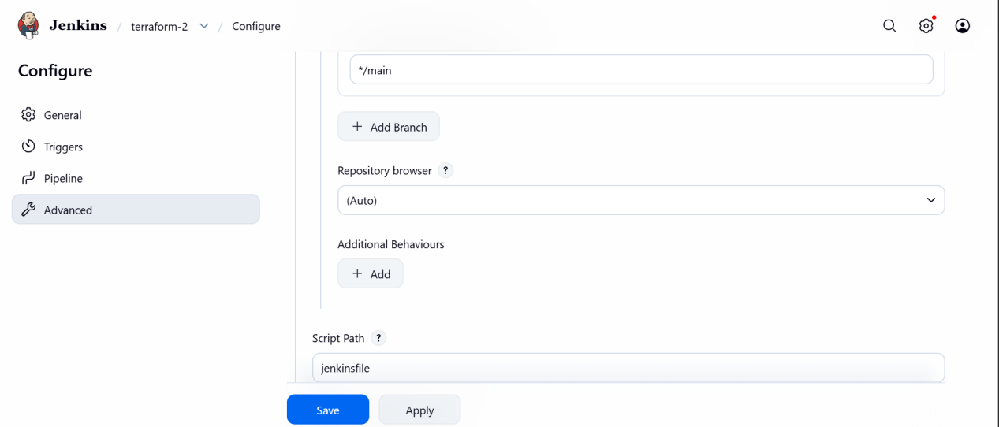 Jenkins / terraform-2 / Configure
Configure
General
Triggers
Pipeline
Advanced
*/main
+ Add Branch
Repository browser ?
(Auto)
Additional Behaviours
+ Add
Script Path ?
jenkinsfile
Save Apply